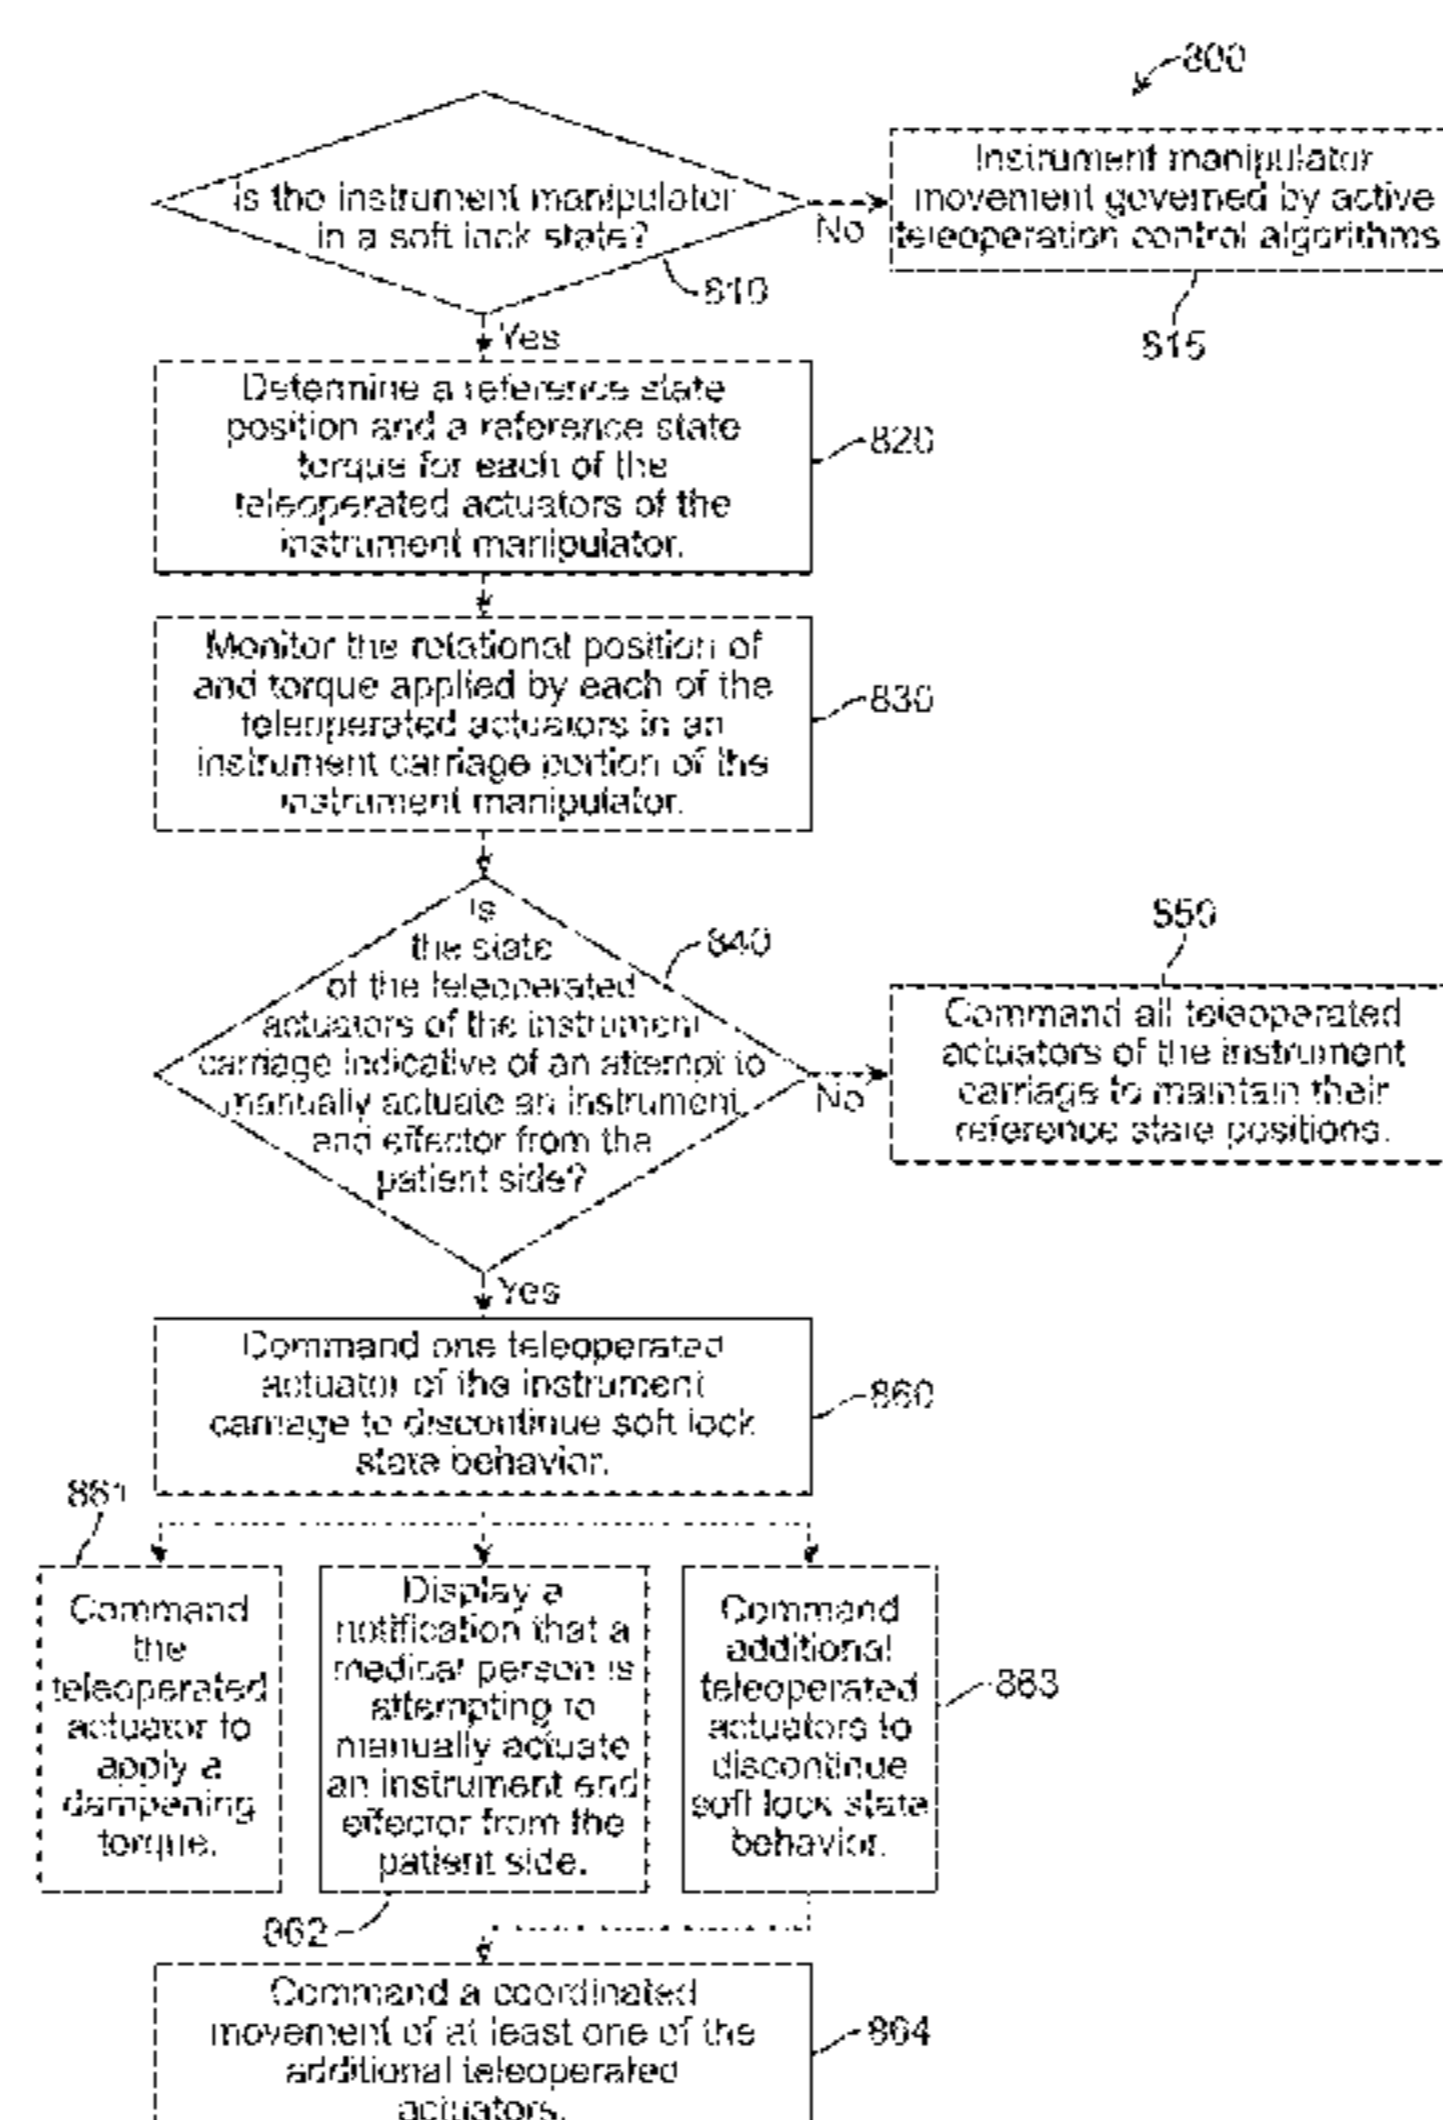 800
Is the instrument manipulator
in a soft lock state?
No
Instrument manipulator
movement governed by active
teleoperation control algorithms
810
815
Yes
Determine a reference state
position and a reference state
torque for each of the
teleoperated actuators of the
instrument manipulator.
820
Monitor the rotational position of
and torque applied by each of the
teleoperated actuators in an
instrument carriage portion of the
instrument manipulator.
830
Is
the state
of the teleoperated
actuators of the instrument
carriage indicative of an attempt to
manually actuate an instrument
end effector from the
patient side?
840
No
850
Command all teleoperated
actuators of the instrument
carriage to maintain their
reference state positions.
Yes
Command one teleoperated
actuator of the instrument
carriage to discontinue soft lock
state behavior.
860
861
Command
the
teleoperated
actuator to
apply a
dampening
torque.
Display a
notification that a
medical person is
attempting to
manually actuate
an instrument end
effector from the
patient side.
862
Command
additional
teleoperated
actuators to
discontinue
soft lock state
behavior.
863
Command a coordinated
movement of at least one of the
additional teleoperated
actuators.
864